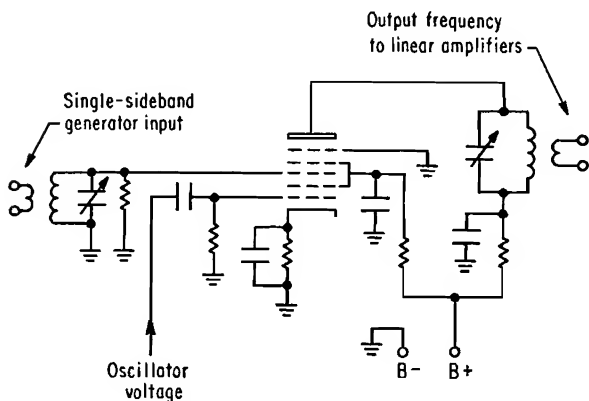 Output frequency
to linear amplifiers
Single-sideband
generator input
Oscillator
voltage
B-
B+